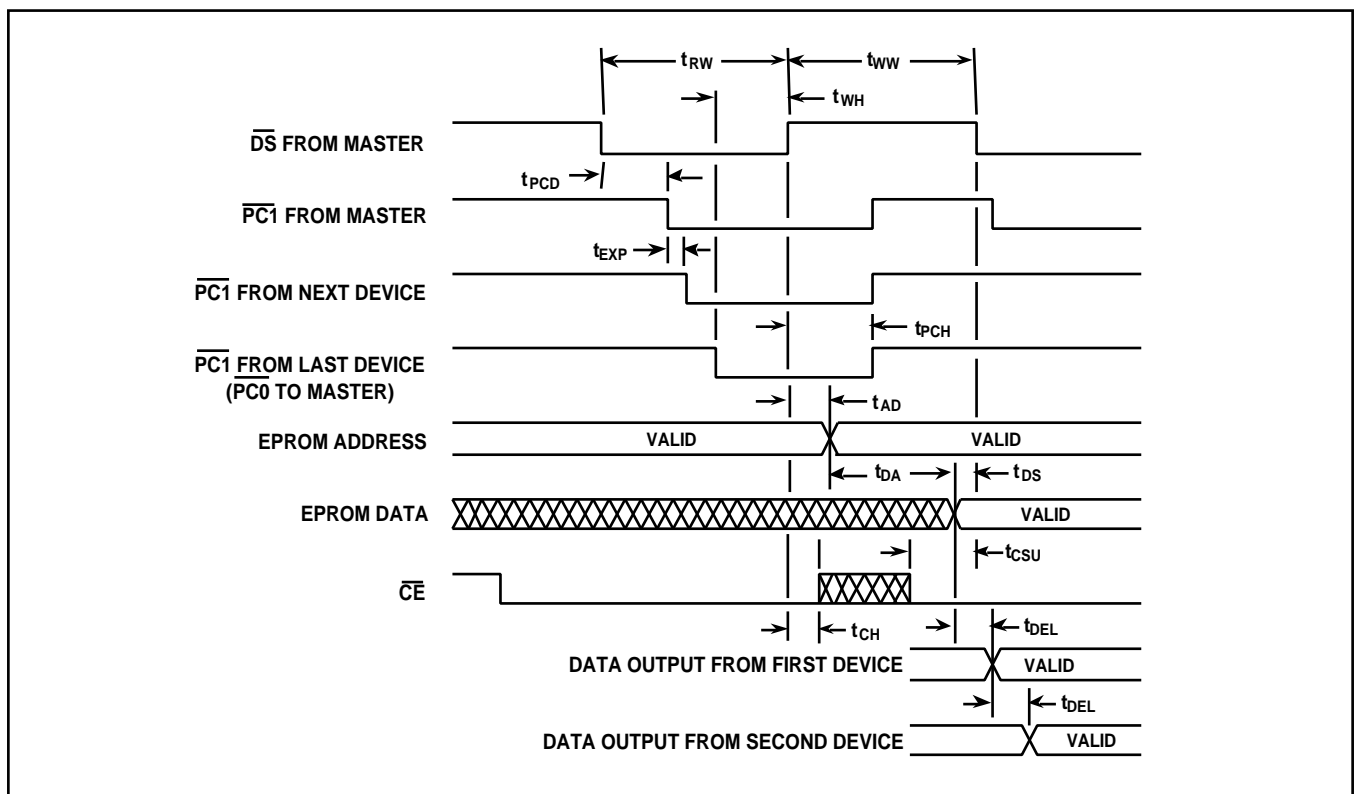 tRW
tWW
tWH
DS FROM MASTER
tPCD
PC1 FROM MASTER
tEXP
PC1 FROM NEXT DEVICE
tPCH
PC1 FROM LAST DEVICE
(PC0 TO MASTER)
tAD
EPROM ADDRESS
VALID
VALID
tDA
tDS
EPROM DATA
VALID
tCSU
CE
tCH
tDEL
DATA OUTPUT FROM FIRST DEVICE
VALID
tDEL
DATA OUTPUT FROM SECOND DEVICE
VALID